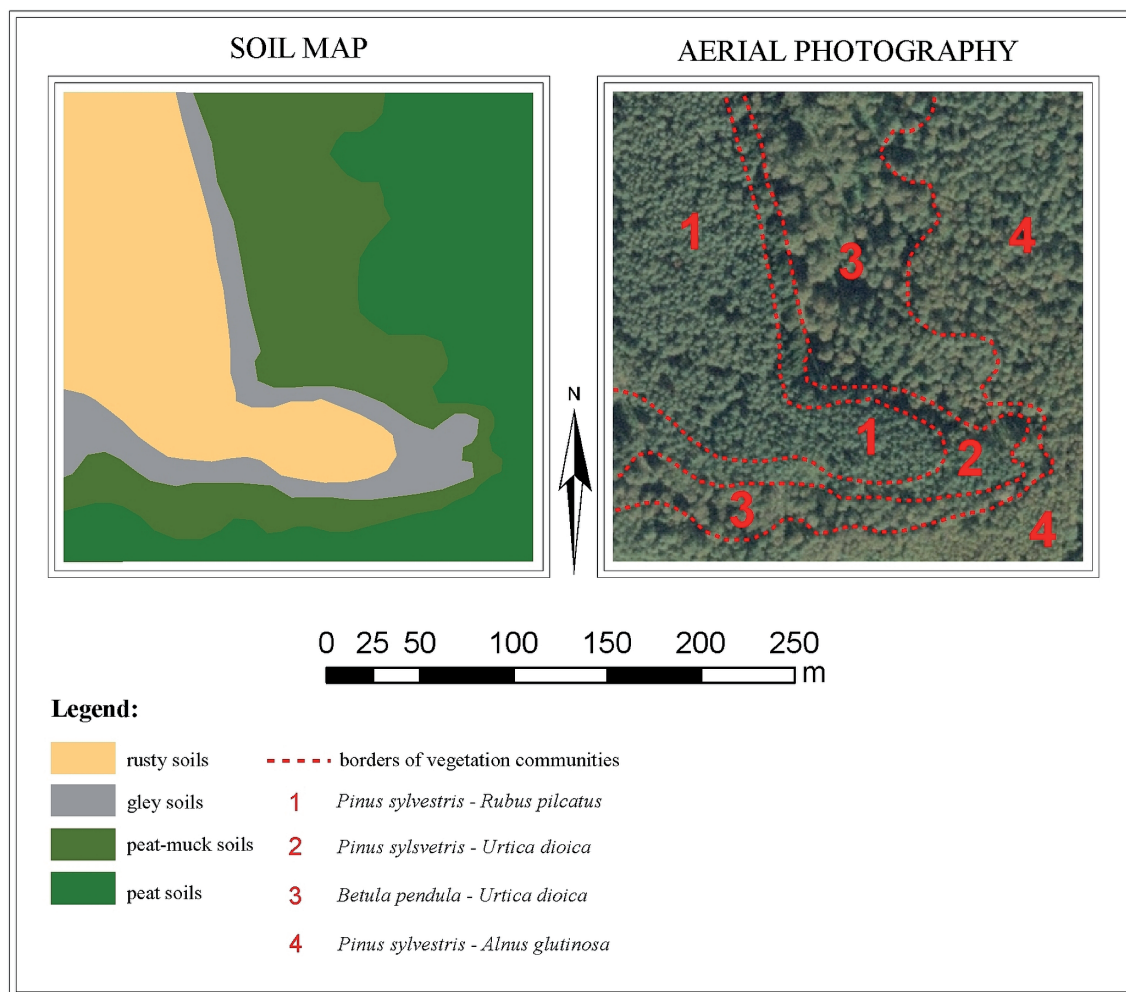 SOIL MAP
AERIAL PHOTOGRAPHY
1
3
4
1
2
3
4
N
0 25 50 100 150 200 250
m
Legend:
rusty soils
gley soils
peat-muck soils
peat soils
borders of vegetation communities
1 Pinus sylvestris - Rubus pilcatus
2 Pinus sylsvetris - Urtica dioica
3 Betula pendula - Urtica dioica
4 Pinus sylvestris - Alnus glutinosa